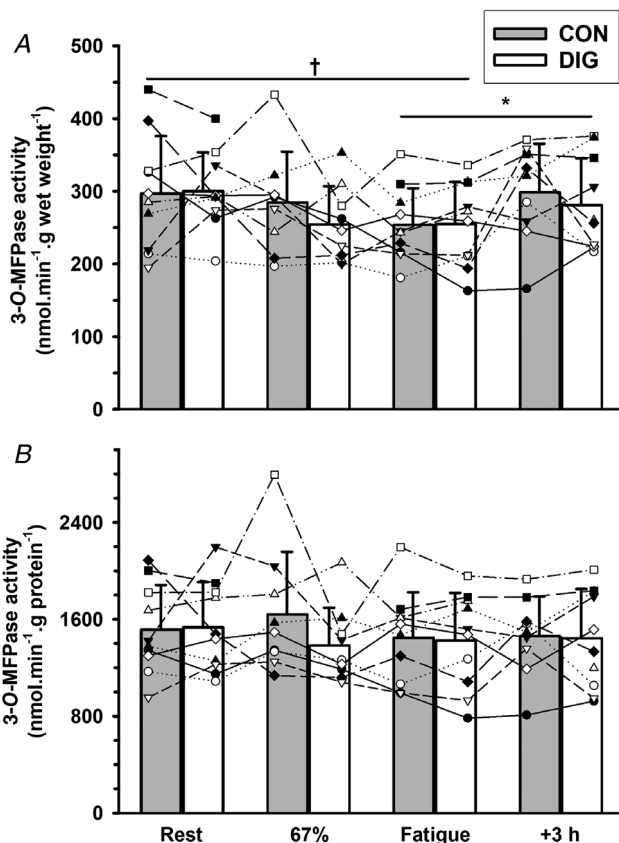 A
CON
DIG
†
*
3-O-MFPase activity
(nmol.min⁻¹.g wet weight⁻¹)
500
400
300
200
100
0
B
3-O-MFPase activity
(nmol.min⁻¹.g protein⁻¹)
2400
1600
800
0
Rest 67% Fatigue +3 h